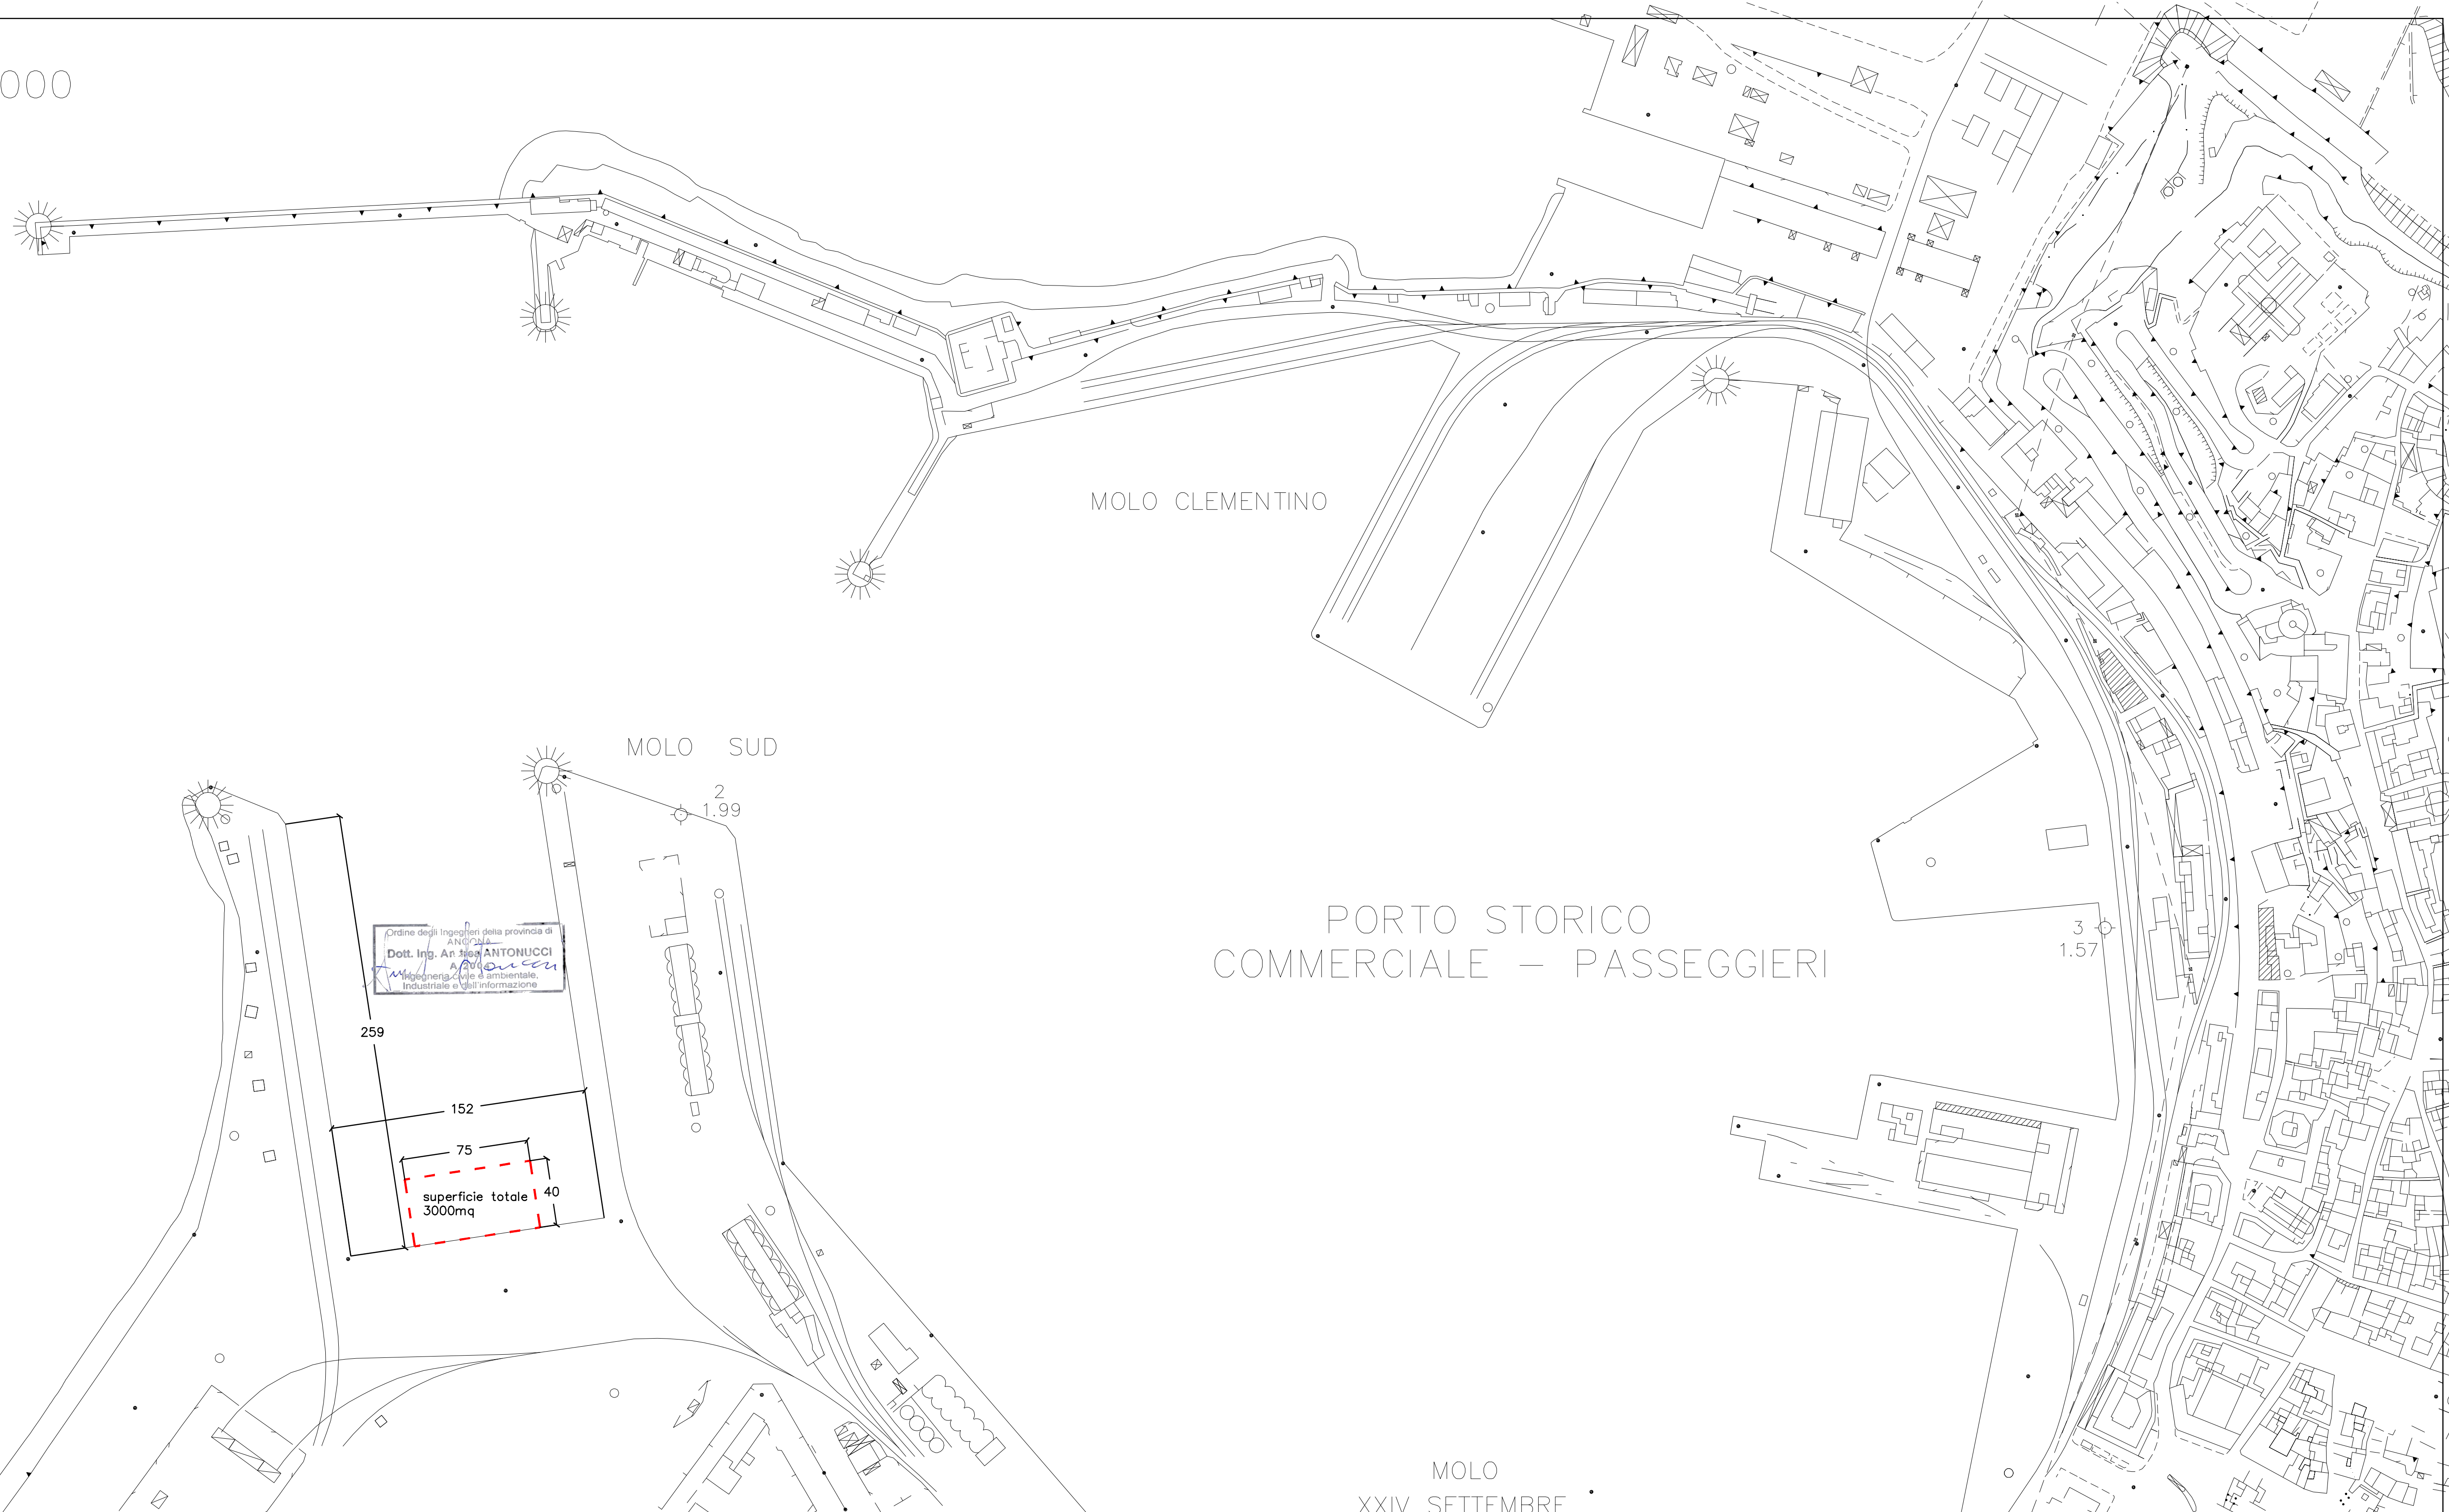 000
MOLO CLEMENTINO
MOLO SUD
2
1.99
Ordine degli Ingegneri della provincia di
ANCONA
Dott. Ing. ANTONUCCI
Ingegneria civile e ambientale,
Industriale e dell'informazione
PORTO STORICO
COMMERCIALE – PASSEGGIERI
3
1.57
259
152
75
40
superficie totale
3000mq
MOLO
XXIV SETTEMBRE